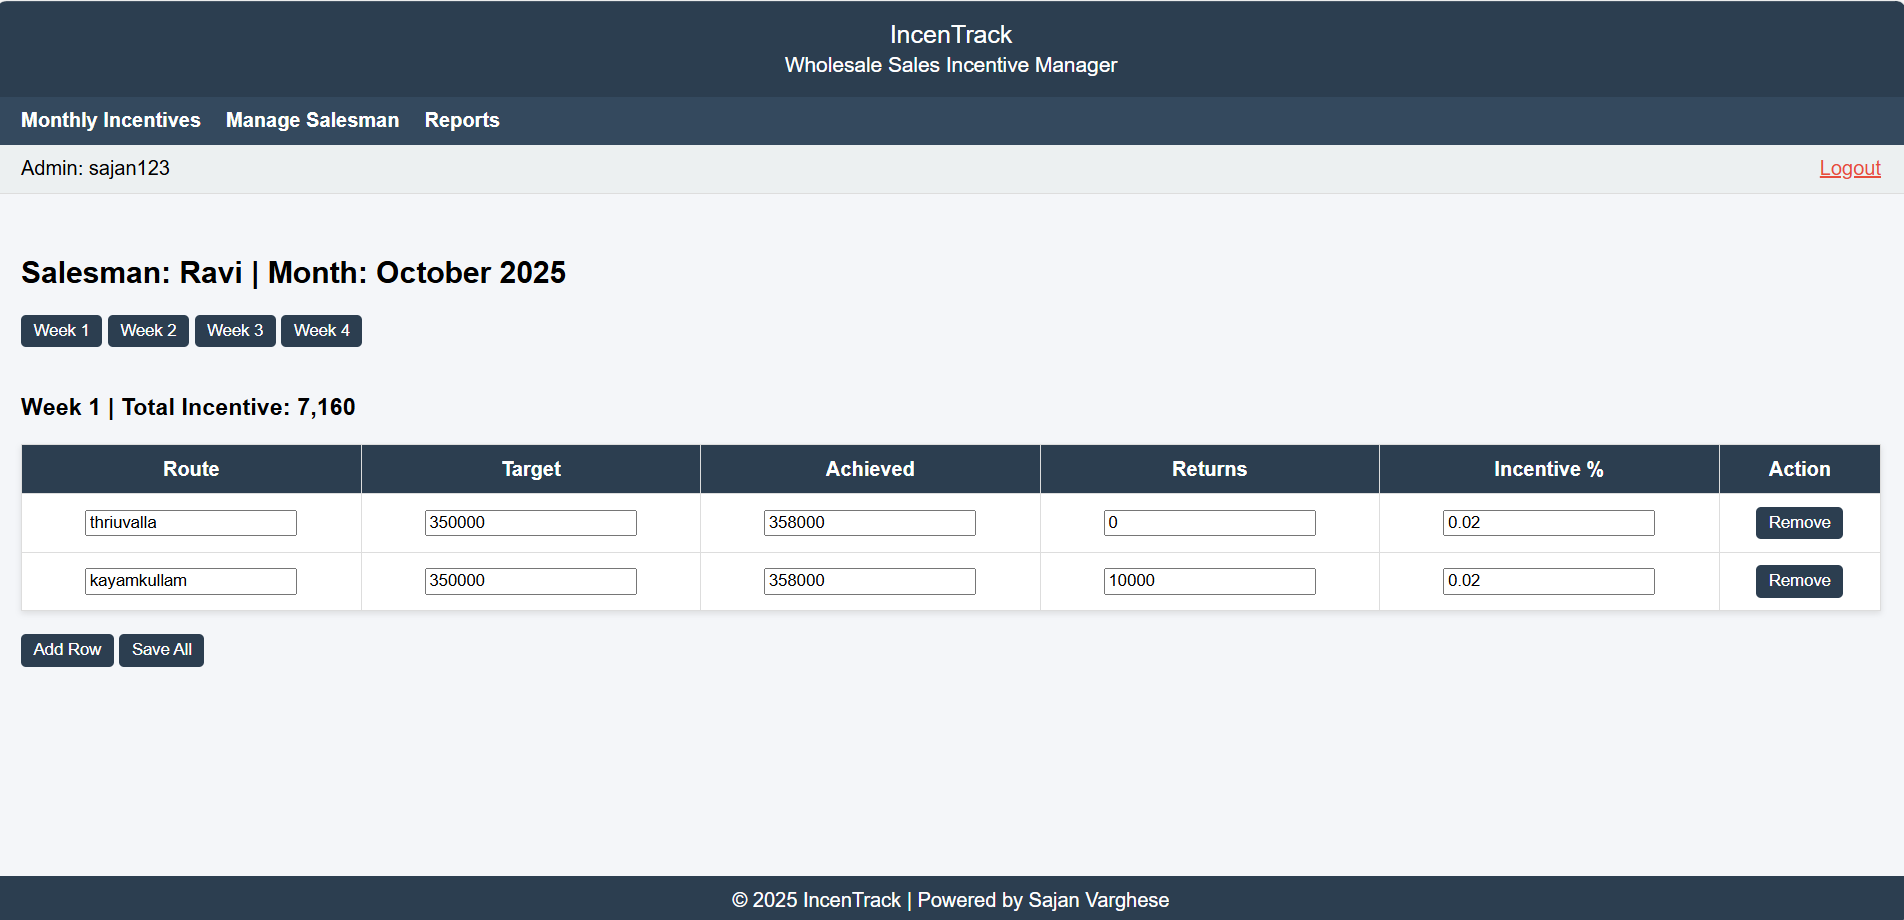 IncenTrack
Wholesale Sales Incentive Manager
Monthly Incentives Manage Salesman Reports
Admin: sajan123 Logout
Salesman: Ravi | Month: October 2025
Week 1 Week 2 Week 3 Week 4
Week 1 | Total Incentive: 7,160
Route Target Achieved Returns Incentive % Action
thriuvalla 350000 358000 0 0.02 Remove
kayamkullam 350000 358000 10000 0.02 Remove
Add Row Save All
© 2025 IncenTrack | Powered by Sajan Varghese